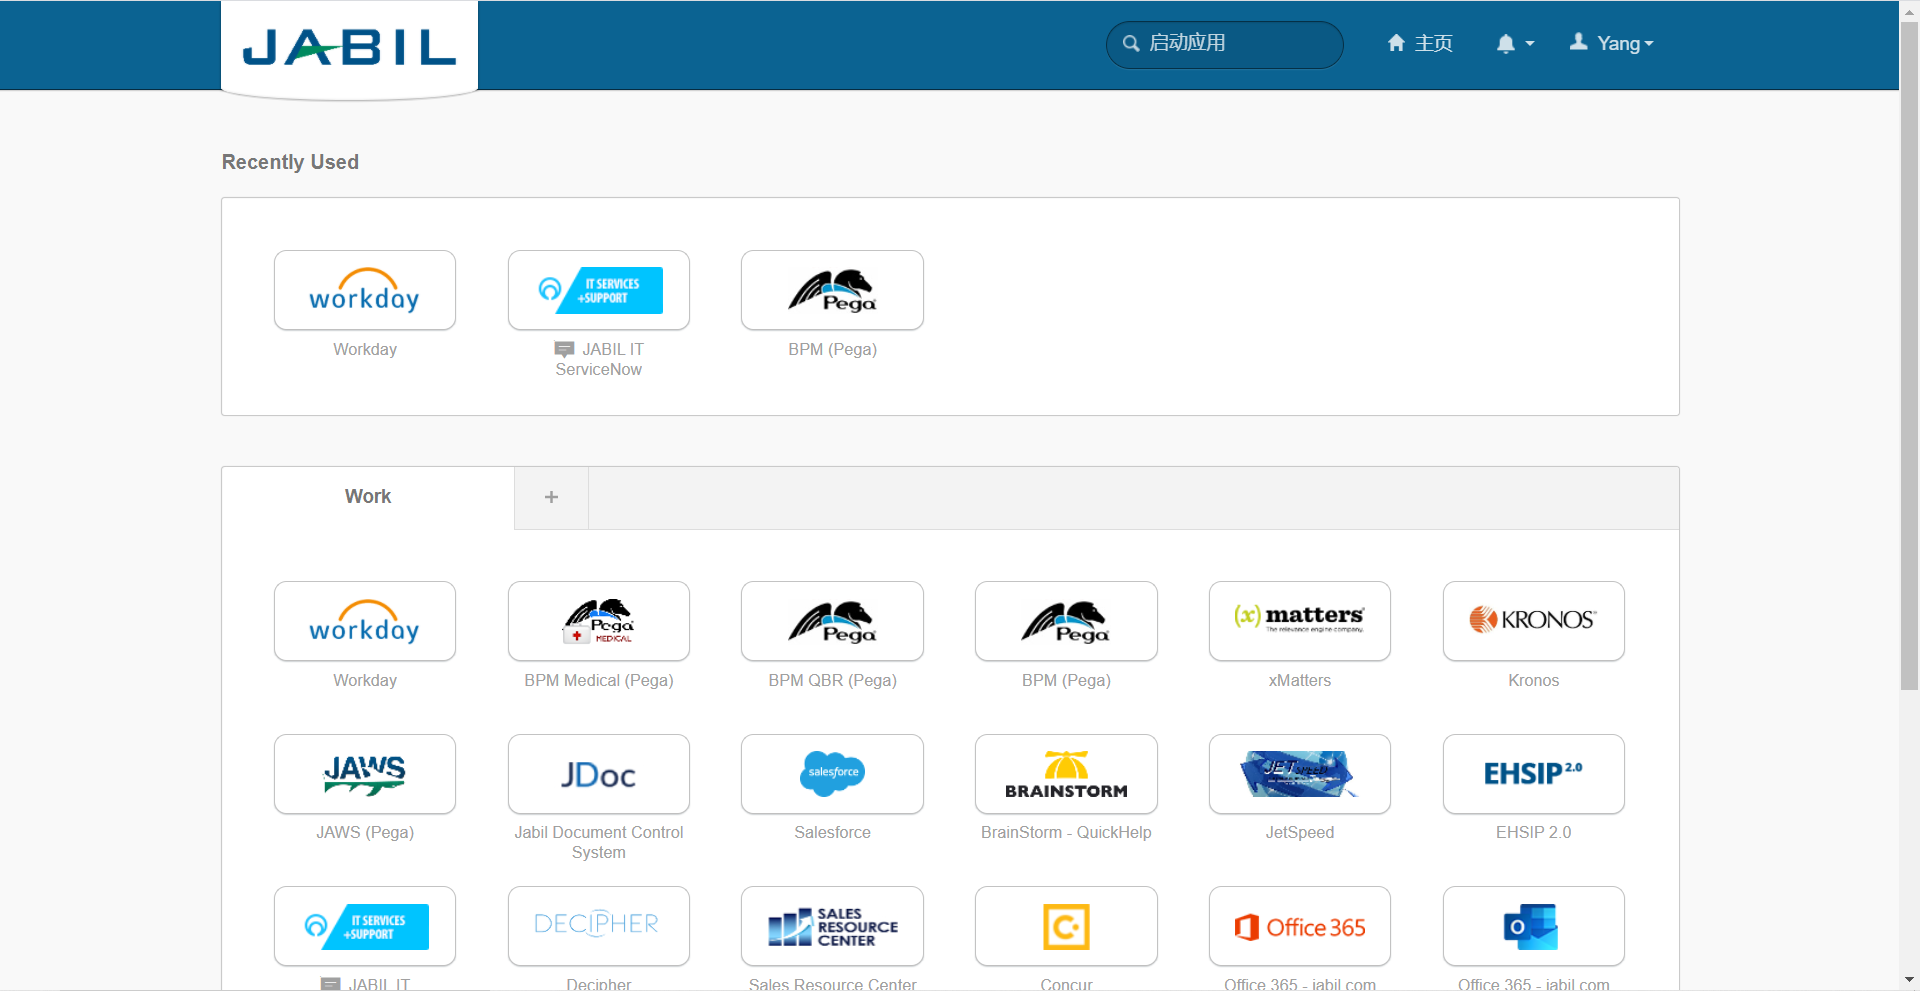 JABIL
启动应用
主页
Yang
Recently Used
workday
IT SERVICES
+SUPPORT
Pega
Workday
JABIL IT
ServiceNow
BPM (Pega)
Work
+
workday
Pega
MEDICAL
Pega
Pega
(x) matters
The relevance engine company.
KRONOS
Workday
BPM Medical (Pega)
BPM QBR (Pega)
BPM (Pega)
xMatters
Kronos
JAWS
JDoc
salesforce
BRAINSTORM
JETSPEED
EHSIP 2.0
JAWS (Pega)
Jabil Document Control
System
Salesforce
BrainStorm - QuickHelp
JetSpeed
EHSIP 2.0
IT SERVICES
+SUPPORT
DECIPHER
SALES
RESOURCE
CENTER
C
Office 365
O
JABIL IT
Decipher
Sales Resource Center
Concur
Office 365 - jabil.com
Office 365 - jabil.com